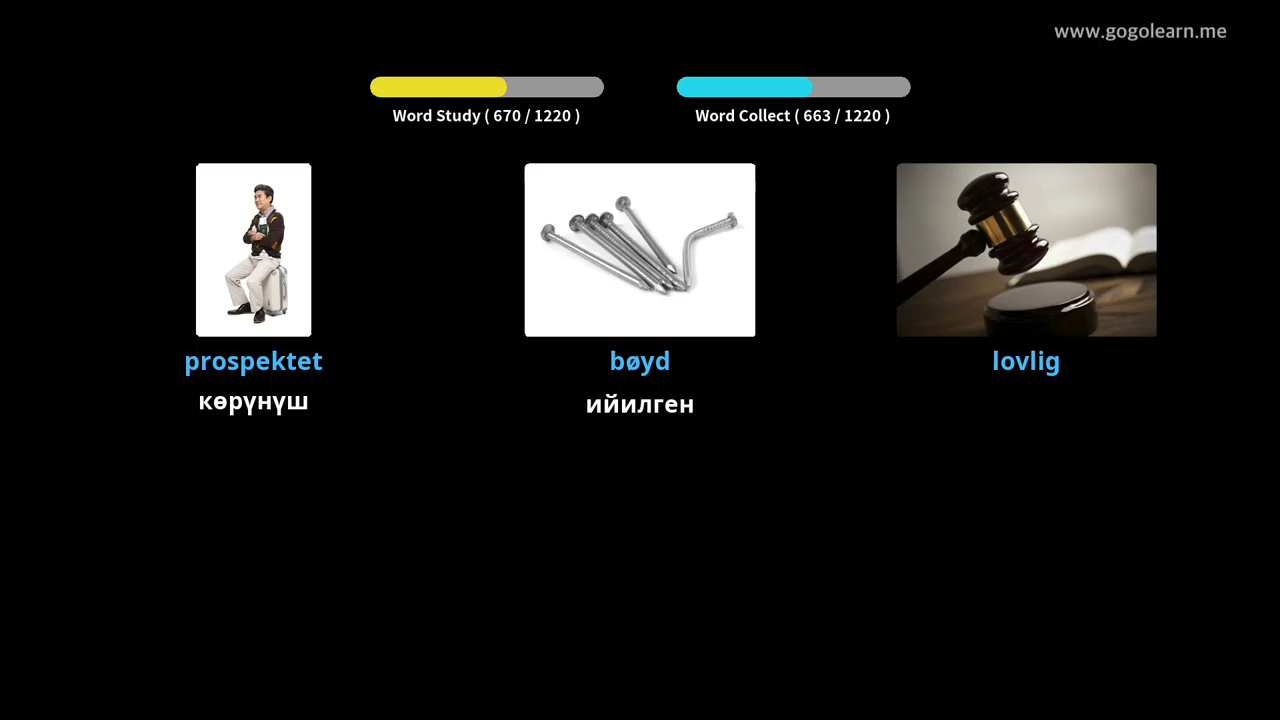 www.gogolearn.me
Word Study ( 670 / 1220 )
Word Collect ( 663 / 1220 )
prospektet
көрүнүш
bøyd
ийилген
lovlig